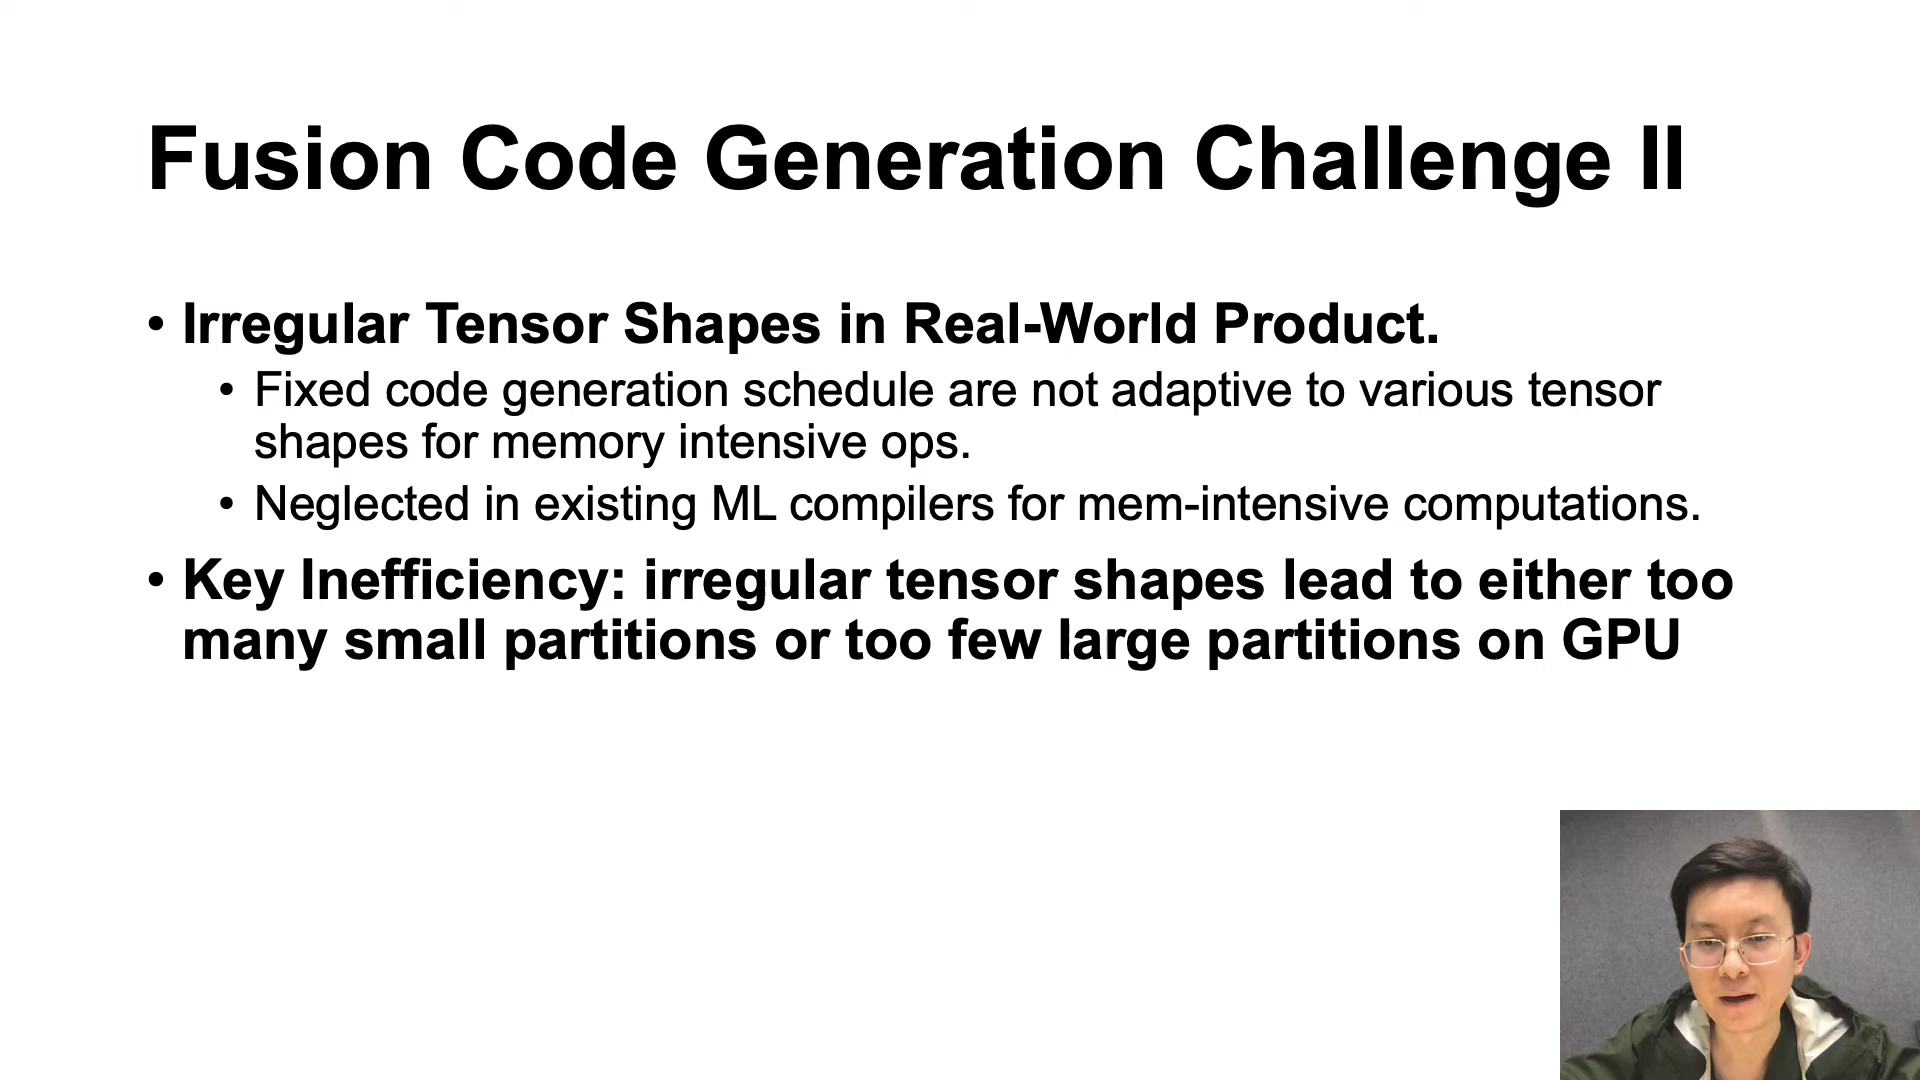 Fusion Code Generation Challenge II
• Irregular Tensor Shapes in Real-World Product.
• Fixed code generation schedule are not adaptive to various tensor
shapes for memory intensive ops.
• Neglected in existing ML compilers for mem-intensive computations.
• Key Inefficiency: irregular tensor shapes lead to either too
many small partitions or too few large partitions on GPU